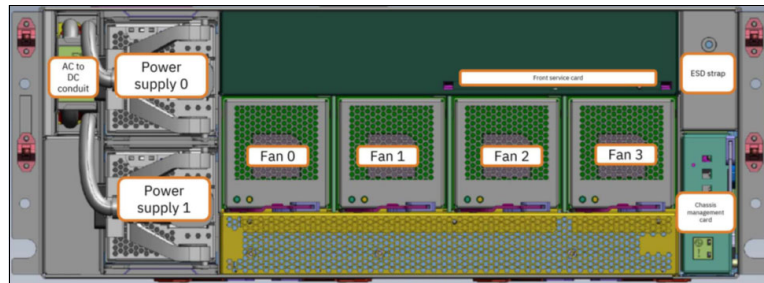 AC to
DC
conduit
Power
supply 0
Front service card
ESD strap
Fan 0
Fan 1
Fan 2
Fan 3
Power
supply 1
Chassis
management
card